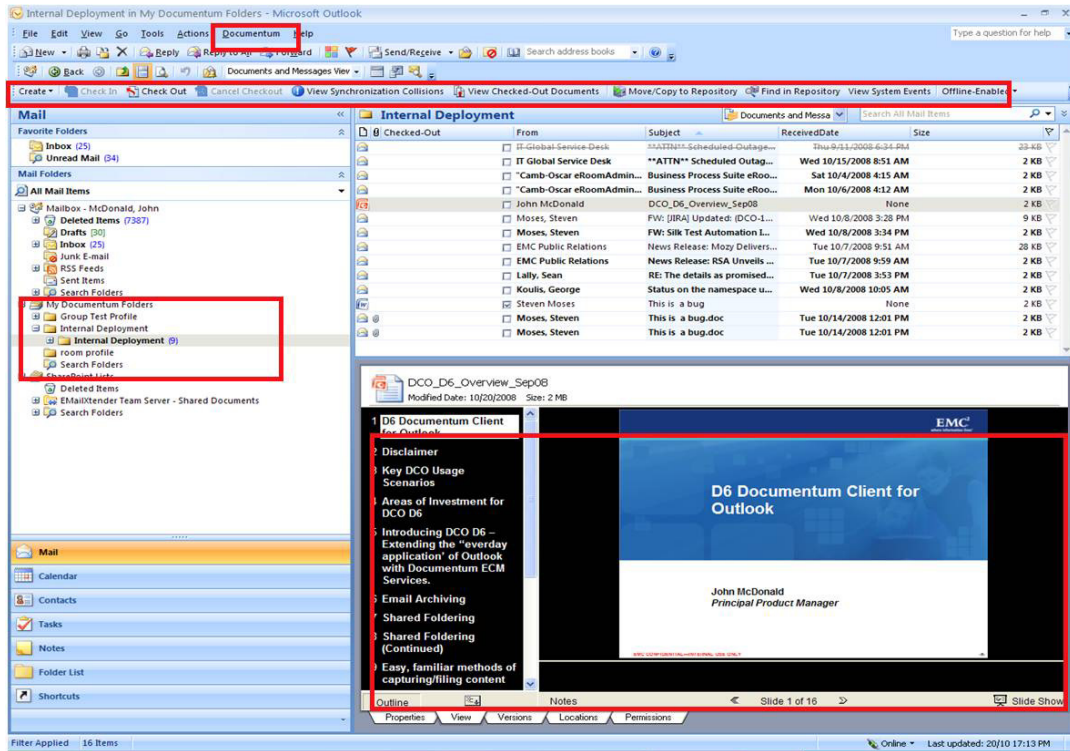 Internal Deployment in My Documentum Folders - Microsoft Outlook
File Edit View Go Tools Actions Documentum Help
Type a question for help
New Reply Reply to All Forward Send/Receive Search address books
Back Documents and Messages View
Create Check In Check Out Cancel Checkout View Synchronization Collisions View Checked-Out Documents Move/Copy to Repository Find in Repository View System Events Offline-Enabled
Mail
Favorite Folders
Inbox (25)
Unread Mail (34)
Mail Folders
All Mail Items
Mailbox - McDonald, John
Deleted Items (7387)
Drafts [30]
Inbox (25)
Junk E-mail
RSS Feeds
Sent Items
Search Folders
My Documentum Folders
Group Test Profile
Internal Deployment
Internal Deployment (9)
room profile
Search Folders
SharePoint Lists
Deleted Items
EMailXtender Team Server - Shared Documents
Search Folders
Mail
Calendar
Contacts
Tasks
Notes
Folder List
Shortcuts
Internal Deployment Documents and Messa Search All Mail Items
Checked-Out From Subject ReceivedDate Size
IT Global Service Desk **ATTN** Scheduled Outage... Thu 9/11/2008 6:34 PM 23 KB
IT Global Service Desk **ATTN** Scheduled Outag... Wed 10/15/2008 8:51 AM 2 KB
"Camb-Oscar eRoomAdmin... Business Process Suite eRoo... Sat 10/4/2008 4:15 AM 2 KB
"Camb-Oscar eRoomAdmin... Business Process Suite eRoo... Mon 10/6/2008 4:12 AM 2 KB
John McDonald DCO_D6_Overview_Sep08 None 2 KB
Moses, Steven FW: [JIRA] Updated: (DCO-1... Wed 10/8/2008 3:28 PM 9 KB
Moses, Steven FW: Silk Test Automation I... Wed 10/8/2008 3:34 PM 2 KB
EMC Public Relations News Release: Mozy Delivers... Tue 10/7/2008 9:51 AM 28 KB
EMC Public Relations News Release: RSA Unveils ... Tue 10/7/2008 9:59 AM 2 KB
Lally, Sean RE: The details as promised... Tue 10/7/2008 3:53 PM 2 KB
Koulis, George Status on the namespace u... Wed 10/8/2008 10:05 AM 2 KB
Steven Moses This is a bug None 2 KB
Moses, Steven This is a bug.doc Tue 10/14/2008 12:01 PM 2 KB
Moses, Steven This is a bug.doc Tue 10/14/2008 12:01 PM 2 KB
DCO_D6_Overview_Sep08
Modified Date: 10/20/2008 Size: 2 MB
1 D6 Documentum Client
for Outlook
2 Disclaimer
3 Key DCO Usage
Scenarios
4 Areas of Investment for
DCO D6
5 Introducing DCO D6 –
Extending the "everday
application' of Outlook
with Documentum ECM
Services.
6 Email Archiving
7 Shared Foldering
8 Shared Foldering
(Continued)
9 Easy, familiar methods of
capturing/filing content
EMC²
where information lives
D6 Documentum Client for
Outlook
John McDonald
Principal Product Manager
EMC CONFIDENTIAL—INTERNAL USE ONLY
Outline Notes Slide 1 of 16 Slide Show
Properties View Versions Locations Permissions
Filter Applied 16 Items
Online Last updated: 20/10 17:13 PM